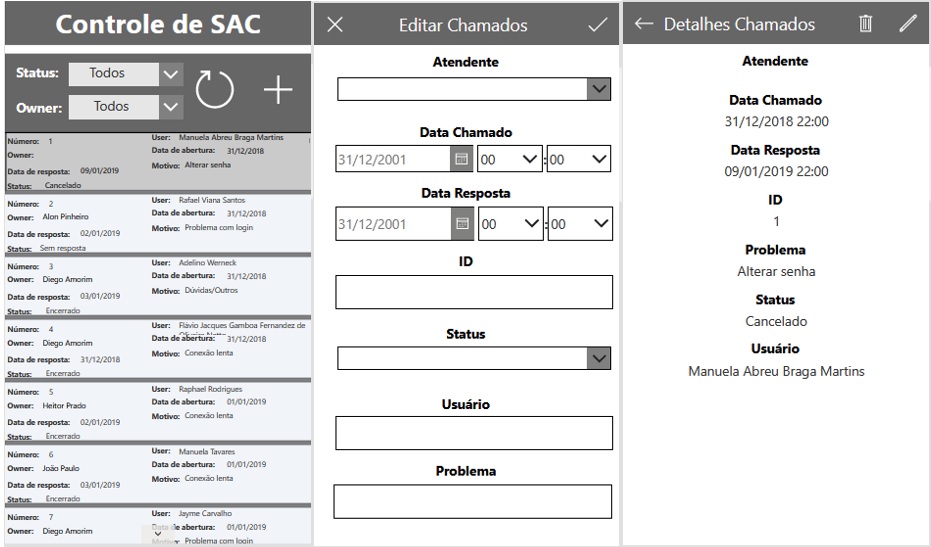 Controle de SAC
Status: Todos
Owner: Todos
Número: 1 User: Manuela Abreu Braga Martins
Owner: Data de abertura: 31/12/2018
Data de resposta: 09/01/2019 Motivo: Alterar senha
Status: Cancelado
Número: 2 User: Rafael Viana Santos
Owner: Alon Pinheiro Data de abertura: 31/12/2018
Data de resposta: 02/01/2019 Motivo: Problema com login
Status: Sem resposta
Número: 3 User: Adelino Werneck
Owner: Diego Amorim Data de abertura: 31/12/2018
Data de resposta: 03/01/2019 Motivo: Dúvidas/Outros
Status: Encerrado
Número: 4 User: Flávio Jacques Gamboa Fernandez de
Owner: Diego Amorim Data de abertura: 31/12/2018
Data de resposta: 31/12/2018 Motivo: Conexão lenta
Status: Encerrado
Número: 5 User: Raphael Rodrigues
Owner: Heitor Prado Data de abertura: 01/01/2019
Data de resposta: 02/01/2019 Motivo: Conexão lenta
Status: Encerrado
Número: 6 User: Manuela Tavares
Owner: João Paulo Data de abertura: 01/01/2019
Data de resposta: 03/01/2019 Motivo: Conexão lenta
Status: Encerrado
Número: 7 User: Jayme Carvalho
Owner: Diego Amorim Data de abertura: 01/01/2019
Motivo: Problema com login
Editar Chamados
Atendente
Data Chamado
31/12/2001 00 : 00
Data Resposta
31/12/2001 00 : 00
ID
Status
Usuário
Problema
Detalhes Chamados
Atendente
Data Chamado
31/12/2018 22:00
Data Resposta
09/01/2019 22:00
ID
1
Problema
Alterar senha
Status
Cancelado
Usuário
Manuela Abreu Braga Martins